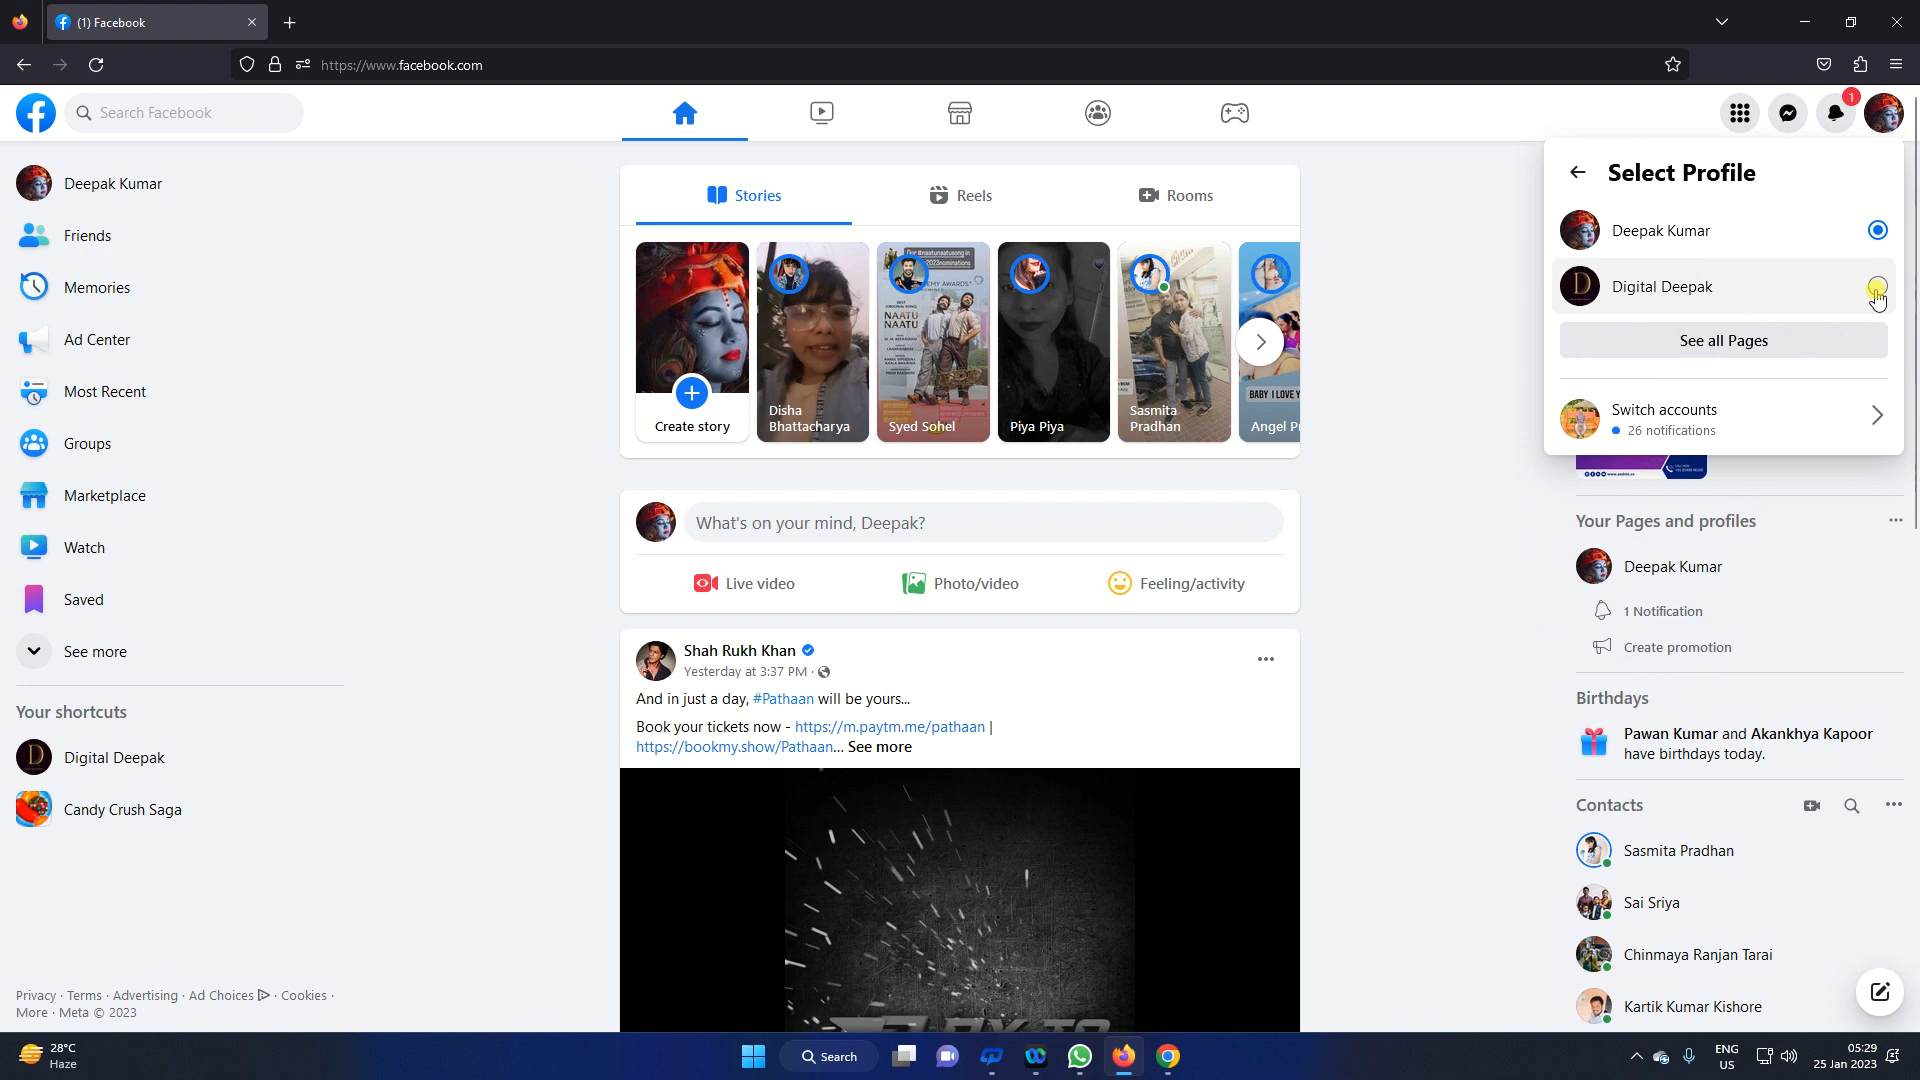 (1) Facebook
https://www.facebook.com
Search Facebook
1
Deepak Kumar
Friends
Memories
Ad Center
Most Recent
Groups
Marketplace
Watch
Saved
See more
Your shortcuts
Digital Deepak
Candy Crush Saga
Privacy · Terms · Advertising · Ad Choices · Cookies ·
More · Meta © 2023
Stories
Reels
Rooms
Create story
Disha
Bhattacharya
NAATU
NAATU
Syed Sohel
Piya Piya
Sasmita
Pradhan
BABY I LOVE Y
Angel Pr
What's on your mind, Deepak?
Live video
Photo/video
Feeling/activity
Shah Rukh Khan
Yesterday at 3:37 PM ·
And in just a day, #Pathaan will be yours...
Book your tickets now - https://m.paytm.me/pathaan |
https://bookmy.show/Pathaan... See more
Select Profile
Deepak Kumar
D
Digital Deepak
See all Pages
Switch accounts
26 notifications
Your Pages and profiles
Deepak Kumar
1 Notification
Create promotion
Birthdays
Pawan Kumar and Akankhya Kapoor
have birthdays today.
Contacts
Sasmita Pradhan
Sai Sriya
Chinmaya Ranjan Tarai
Kartik Kumar Kishore
28°C
Haze
Search
ENG
US
05:29
25 Jan 2023